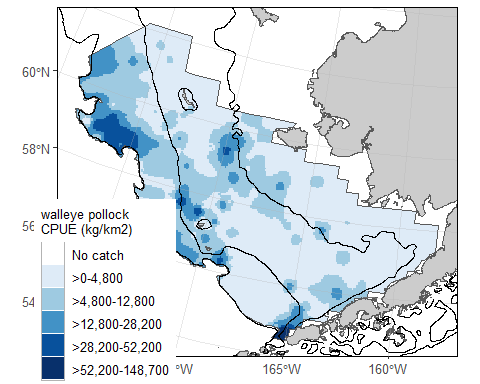 60°N
58°N
56
54
walleye pollock
CPUE (kg/km2)
No catch
>0-4,800
>4,800-12,800
>12,800-28,200
>28,200-52,200
>52,200-148,700
°W
165°W
160°W